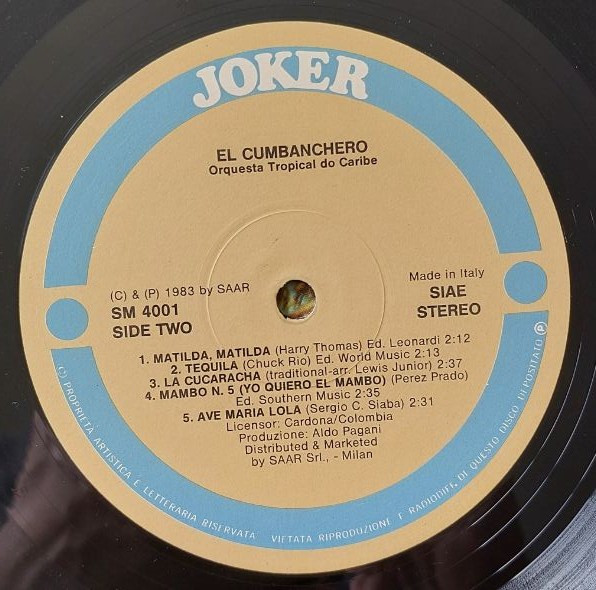 JOKER
EL CUMBANCHERO
Orquesta Tropical do Caribe
(C) & (P) 1983 by SAAR
SM 4001
SIDE TWO
Made in Italy
SIAE
STEREO
1. MATILDA, MATILDA (Harry Thomas) Ed. Leonardi 2:12
2. TEQUILA (Chuck Rio) Ed. World Music 2:13
3. LA CUCARACHA (traditional-arr. Lewis Junior) 2:37
4. MAMBO N. 5 (YO QUIERO EL MAMBO) (Perez Prado)
Ed. Southern Music 2:35
5. AVE MARIA LOLA (Sergio C. Siaba) 2:31
Licensor: Cardona/Colombia
Produzione: Aldo Pagani
Distributed & Marketed
by SAAR Srl., - Milan
(C) PROPRIETÀ ARTISTICA E LETTERARIA RISERVATA VIETATA RIPRODUZIONE E RADIODIFF. DI QUESTO DISCO DEPOSITATO (P)